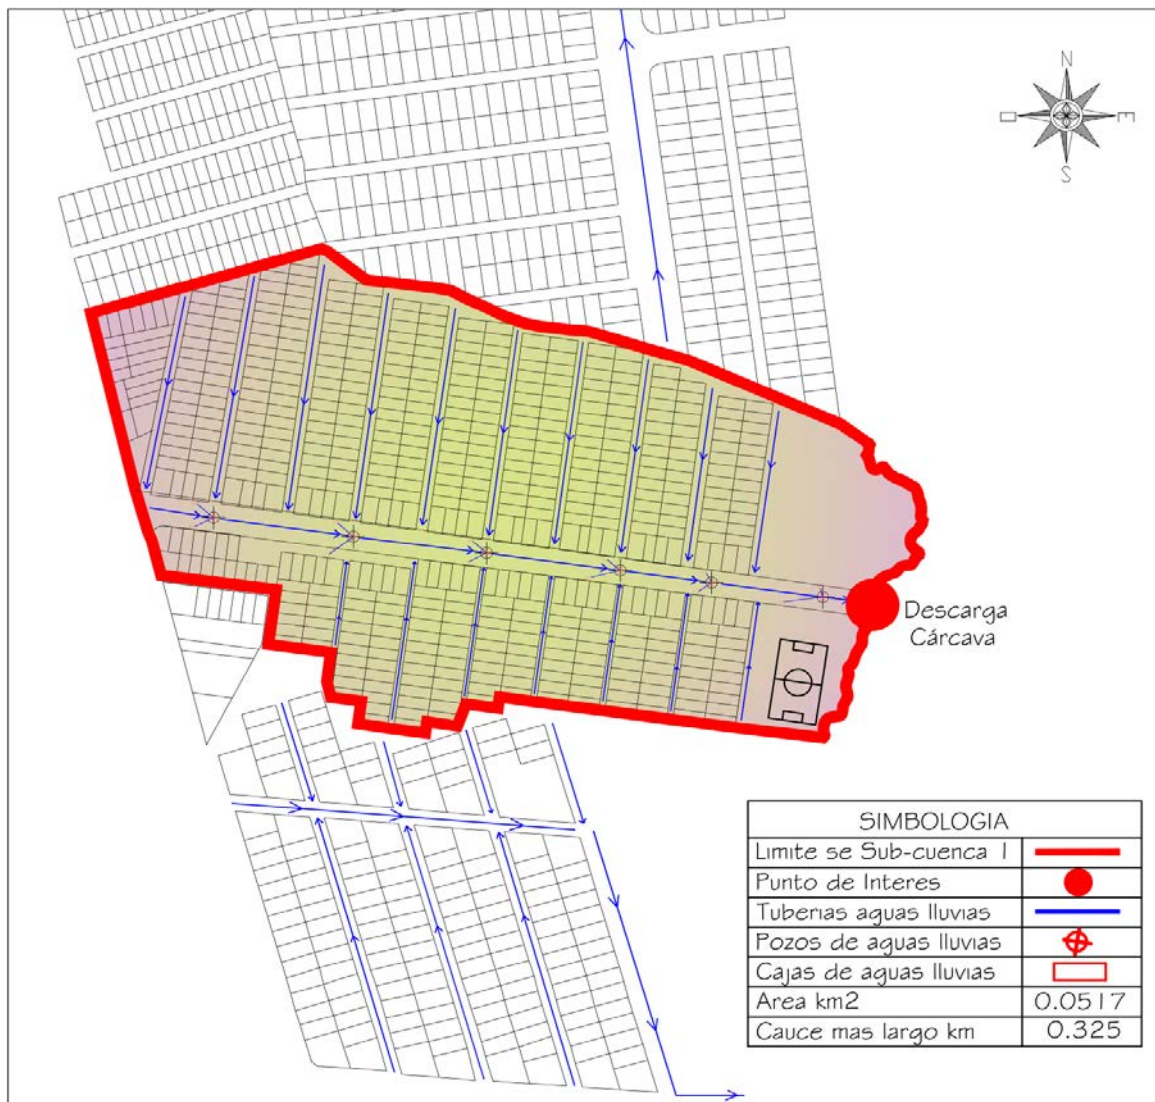 N
O
E
S
Descarga
Cárcava
SIMBOLOGIA
Limite se Sub-cuenca 1
Punto de Interes
Tuberias aguas lluvias
Pozos de aguas lluvias
Cajas de aguas lluvias
Area km2 0.0517
Cauce mas largo km 0.325